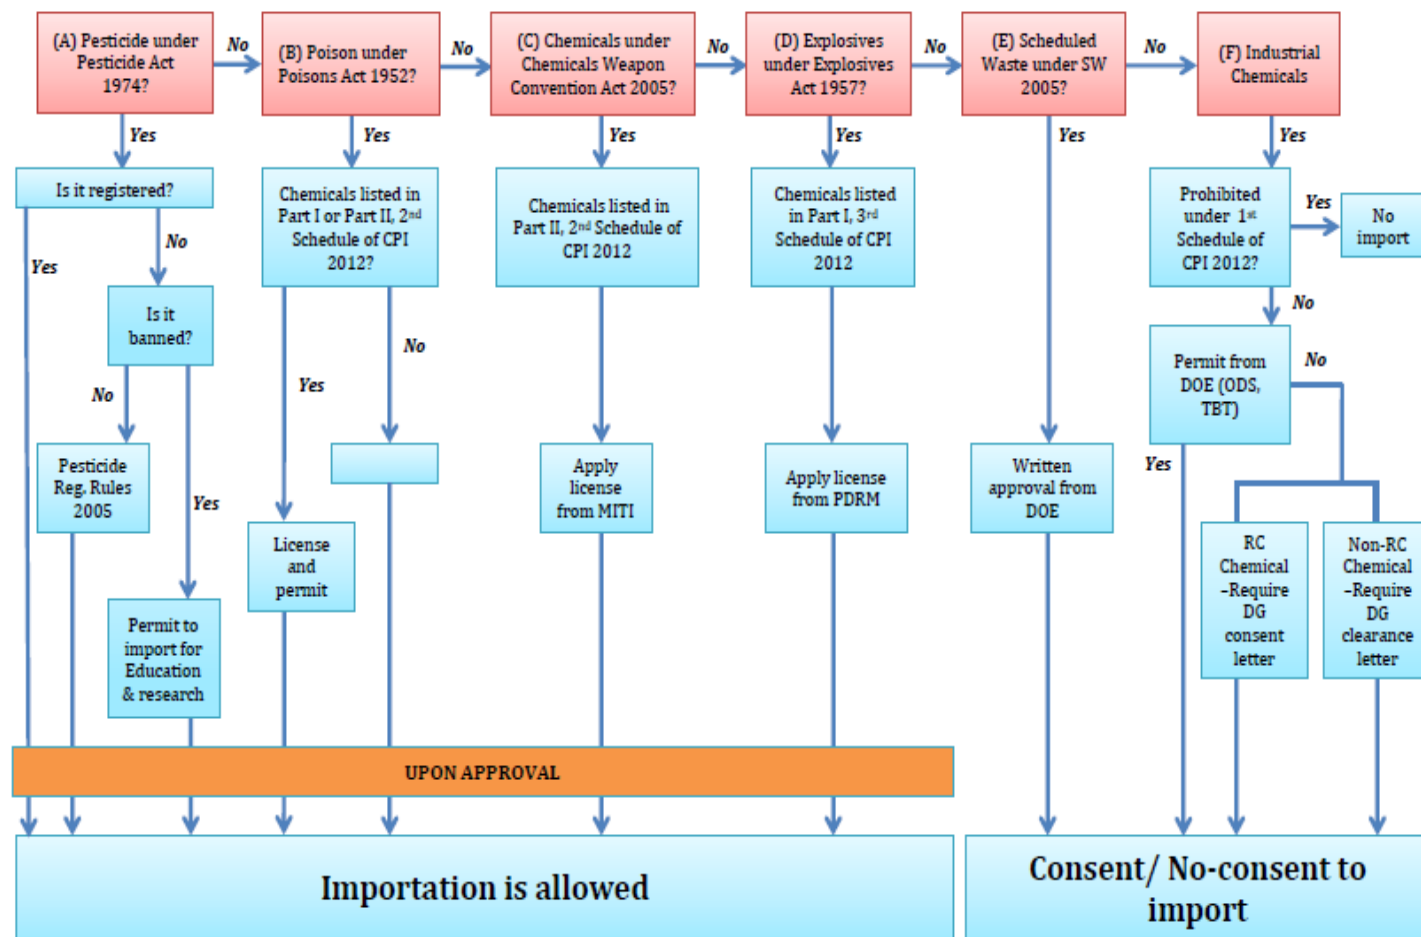 (A) Pesticide under
Pesticide Act
1974?
No
(B) Poison under
Poisons Act 1952?
No
(C) Chemicals under
Chemicals Weapon
Convention Act 2005?
No
(D) Explosives
under Explosives
Act 1957?
No
(E) Scheduled
Waste under SW
2005?
No
(F) Industrial
Chemicals
Yes
Yes
Yes
Yes
Yes
Yes
Is it registered?
Chemicals listed in
Part I or Part II, 2nd
Schedule of CPI
2012?
Chemicals listed in
Part II, 2nd Schedule of
CPI 2012
Chemicals listed
in Part I, 3rd
Schedule of CPI
2012
Prohibited
under 1st
Schedule of
CPI 2012?
Yes
No
import
Yes
No
Is it
banned?
No
Permit from
DOE (ODS,
TBT)
No
No
Yes
Yes
No
Yes
Pesticide
Reg. Rules
2005
Apply
license
from MITI
Apply license
from PDRM
Written
approval from
DOE
License
and
permit
RC
Chemical
–Require
DG
consent
letter
Non-RC
Chemical
–Require
DG
clearance
letter
Permit to
import for
Education
& research
UPON APPROVAL
Importation is allowed
Consent/ No-consent to
import